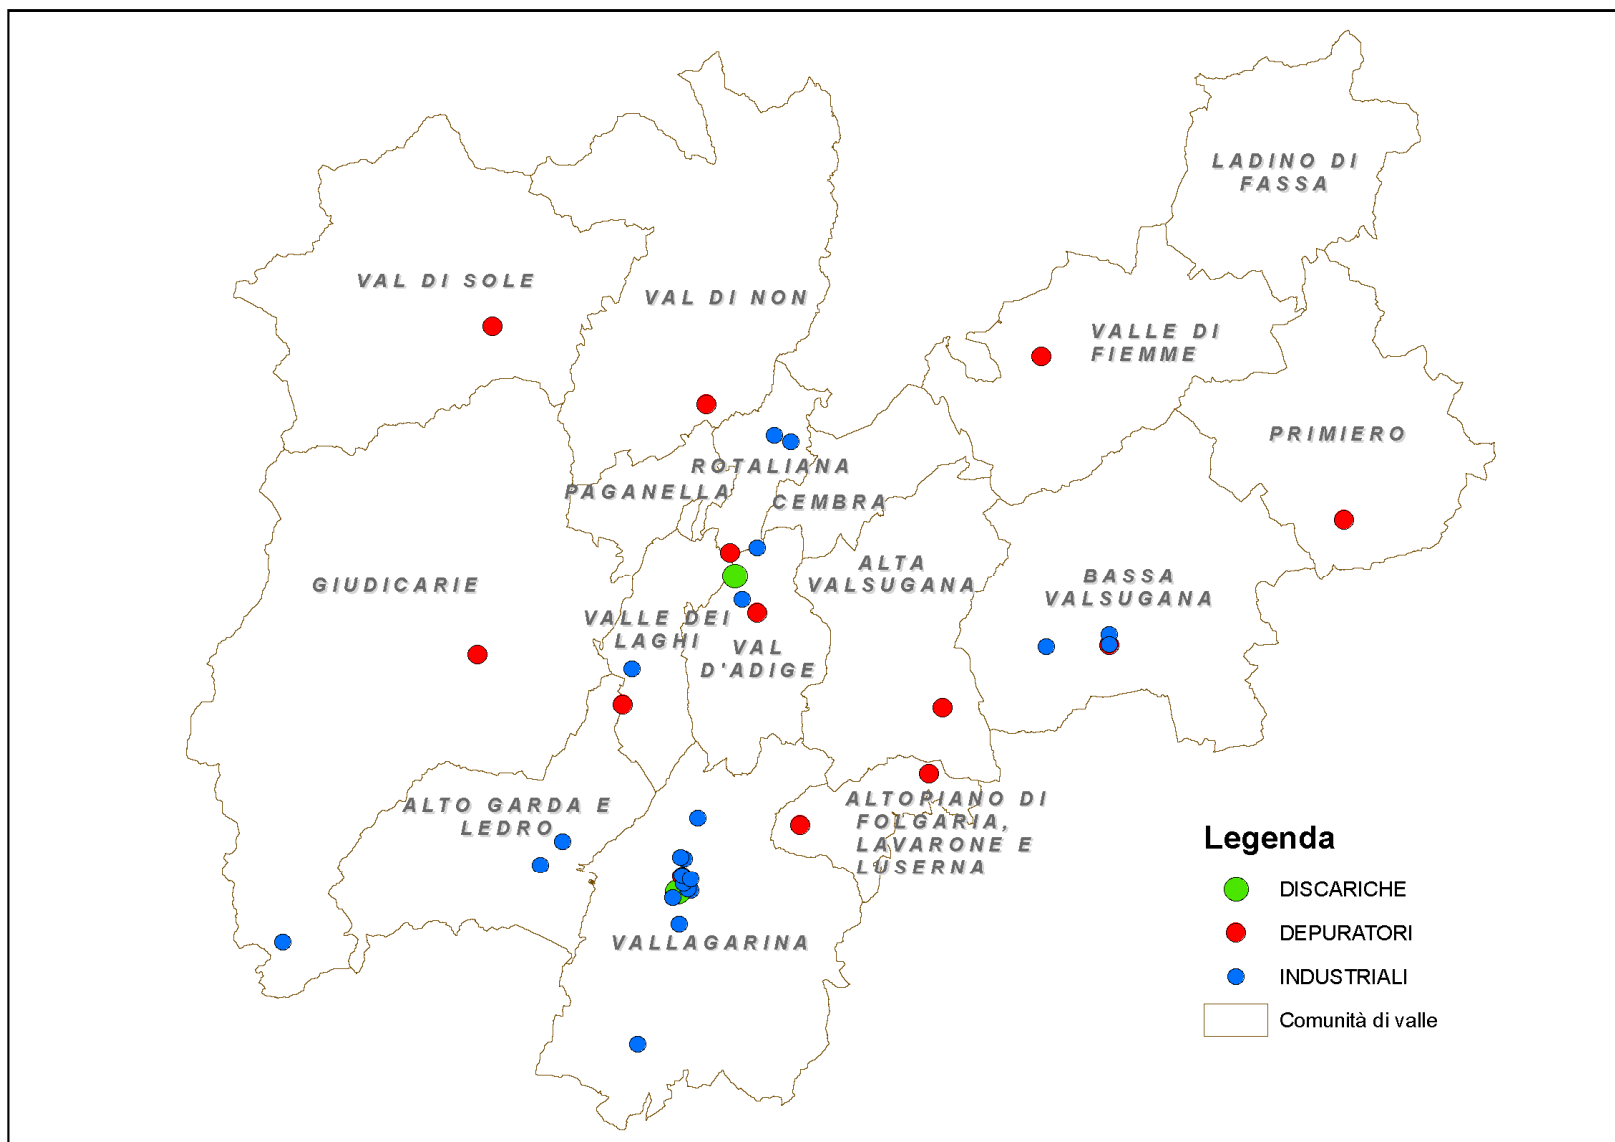 LADINO DI
FASSA
VAL DI SOLE
VAL DI NON
VALLE DI
FIEMME
PRIMIERO
ROTALIANA
PAGANELLA
CEMBRA
GIUDICARIE
ALTA
VALSUGANA
BASSA
VALSUGANA
VALLE DEI
LAGHI
VAL
D'ADIGE
ALTO GARDA E
LEDRO
ALTOPIANO DI
FOLGARIA,
LAVARONE E
LUSERNA
VALLAGARINA
Legenda
DISCARICHE
DEPURATORI
INDUSTRIALI
Comunità di valle